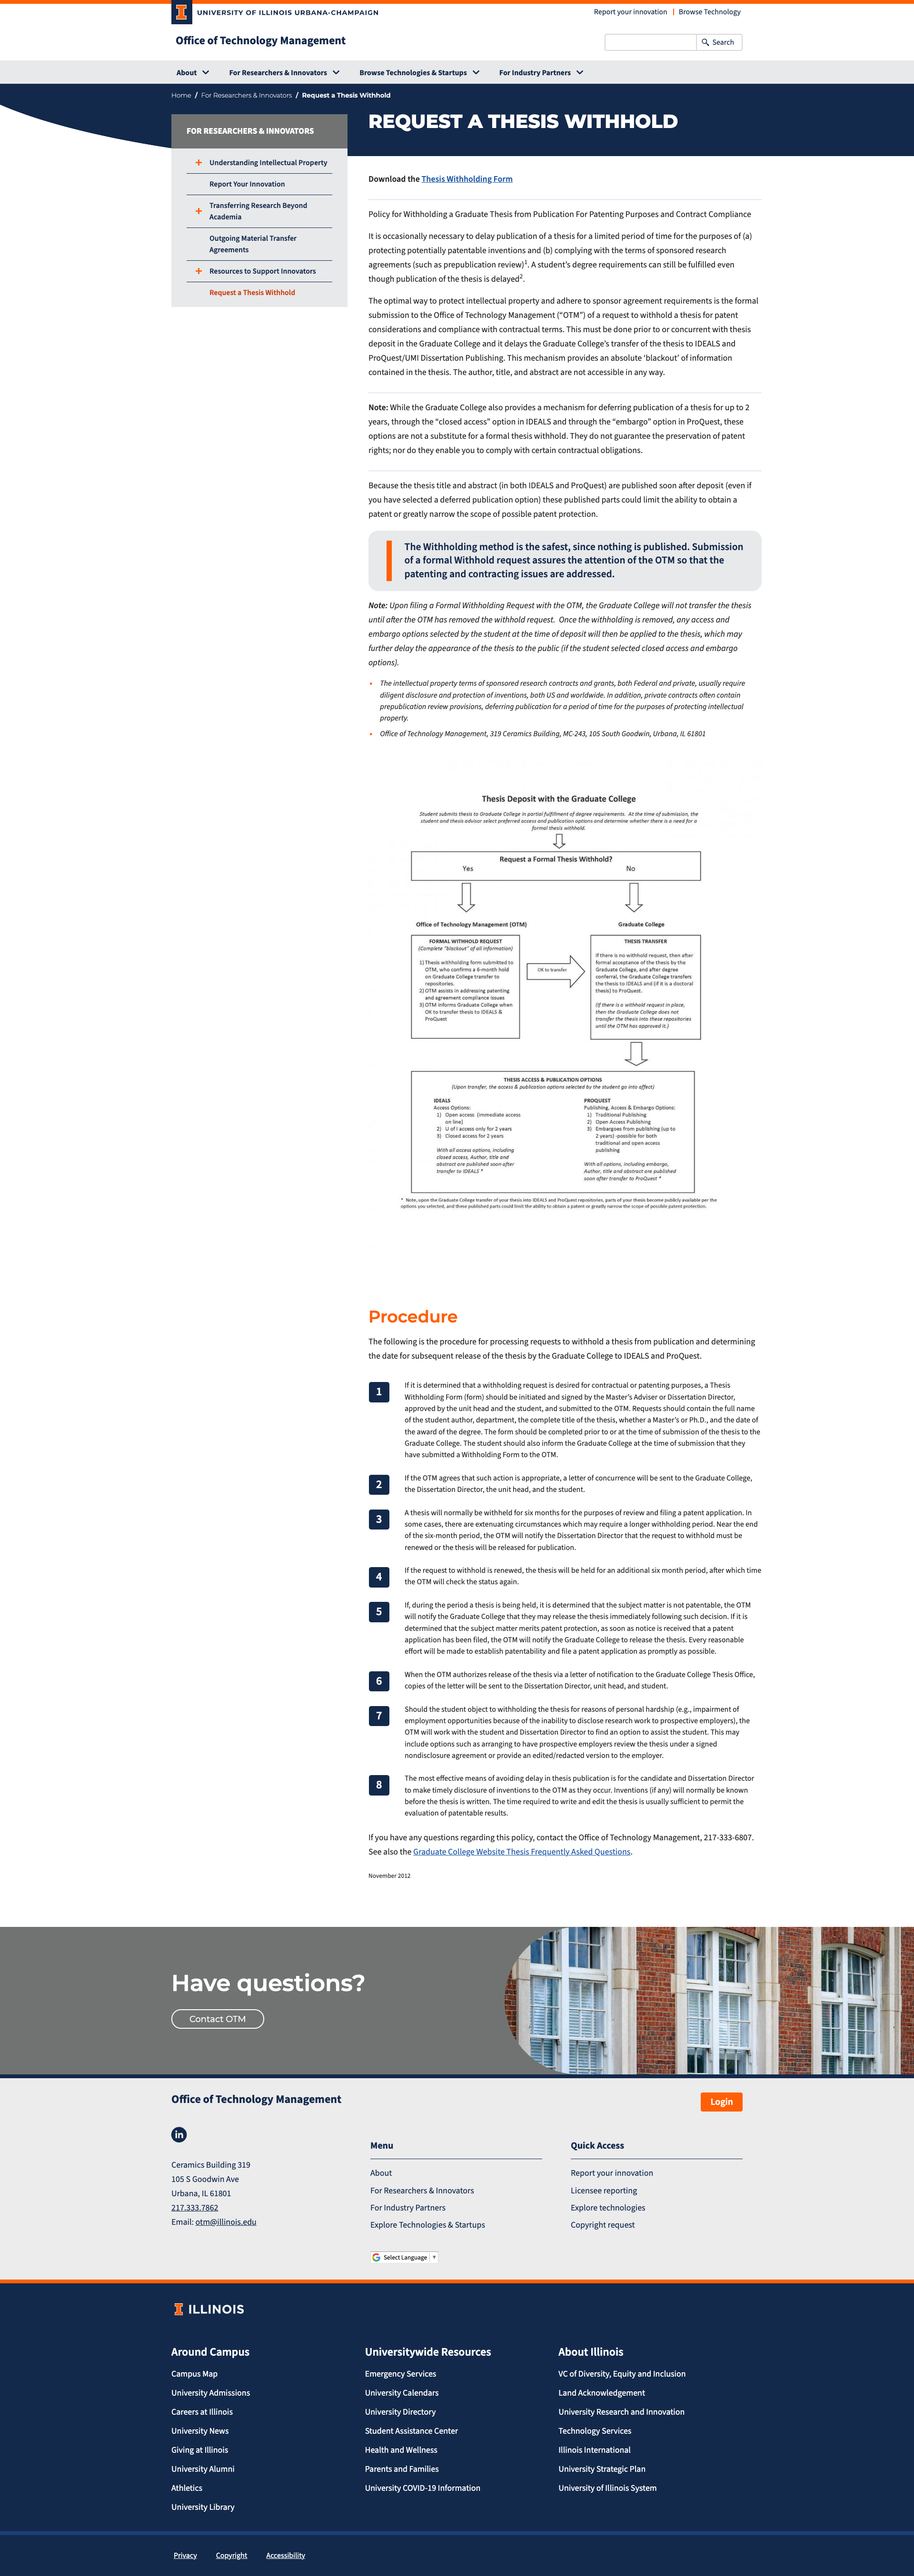 UNIVERSITY OF ILLINOIS URBANA-CHAMPAIGN
Report your innovation | Browse Technology
Office of Technology Management
Search
About
For Researchers & Innovators
Browse Technologies & Startups
For Industry Partners
Home / For Researchers & Innovators / Request a Thesis Withhold
FOR RESEARCHERS & INNOVATORS
Understanding Intellectual Property
Report Your Innovation
Transferring Research Beyond
Academia
Outgoing Material Transfer
Agreements
Resources to Support Innovators
Request a Thesis Withhold
REQUEST A THESIS WITHHOLD
Download the Thesis Withholding Form
Policy for Withholding a Graduate Thesis from Publication For Patenting Purposes and Contract Compliance
It is occasionally necessary to delay publication of a thesis for a limited period of time for the purposes of (a)
protecting potentially patentable inventions and (b) complying with the terms of sponsored research
agreements (such as prepublication review)1. A student’s degree requirements can still be fulfilled even
though publication of the thesis is delayed2.
The optimal way to protect intellectual property and adhere to sponsor agreement requirements is the formal
submission to the Office of Technology Management (“OTM”) of a request to withhold a thesis for patent
considerations and compliance with contractual terms. This must be done prior to or concurrent with thesis
deposit in the Graduate College and it delays the Graduate College’s transfer of the thesis to IDEALS and
ProQuest/UMI Dissertation Publishing. This mechanism provides an absolute ‘blackout’ of information
contained in the thesis. The author, title, and abstract are not accessible in any way.
Note: While the Graduate College also provides a mechanism for deferring publication of a thesis for up to 2
years, through the “closed access” option in IDEALS and through the “embargo” option in ProQuest, these
options are not a substitute for a formal thesis withhold. They do not guarantee the preservation of patent
rights; nor do they enable you to comply with certain contractual obligations.
Because the thesis title and abstract (in both IDEALS and ProQuest) are published soon after deposit (even if
you have selected a deferred publication option) these published parts could limit the ability to obtain a
patent or greatly narrow the scope of possible patent protection.
The Withholding method is the safest, since nothing is published. Submission
of a formal Withhold request assures the attention of the OTM so that the
patenting and contracting issues are addressed.
Note: Upon filing a Formal Withholding Request with the OTM, the Graduate College will not transfer the thesis
until after the OTM has removed the withhold request. Once the withholding is removed, any access and
embargo options selected by the student at the time of deposit will then be applied to the thesis, which may
further delay the appearance of the thesis to the public (if the student selected closed access and embargo
options).
• The intellectual property terms of sponsored research contracts and grants, both Federal and private, usually require
diligent disclosure and protection of inventions, both US and worldwide. In addition, private contracts often contain
prepublication review provisions, deferring publication for a period of time for the purposes of protecting intellectual
property.
• Office of Technology Management, 319 Ceramics Building, MC-243, 105 South Goodwin, Urbana, IL 61801
Thesis Deposit with the Graduate College
Student submits thesis to Graduate College in partial fulfillment of degree requirements. At the time of submission, the
student and thesis advisor select preferred access and publication options and determine whether there is a need for a
formal thesis withhold.
Request a Formal Thesis Withhold?
Yes
No
Office of Technology Management (OTM)
FORMAL WITHHOLD REQUEST
(Complete "blackout" of all information)
1) Thesis withholding form submitted to
OTM, who confirms a 6-month hold
on Graduate College transfer to
repositories.
2) OTM assists in addressing patenting
and agreement compliance issues
3) OTM informs Graduate College when
OK to transfer thesis to IDEALS &
ProQuest
OK to transfer
Graduate College
THESIS TRANSFER
If there is no withhold request, then after
formal acceptance of the thesis by the
Graduate College, and after degree
conferral, the Graduate College transfers
the thesis to IDEALS and (if it is a doctoral
thesis) to ProQuest.
(If there is a withhold request in place,
then the Graduate College does not
transfer the thesis into these repositories
until the OTM has approved it.)
THESIS ACCESS & PUBLICATION OPTIONS
(Upon transfer, the access & publication options selected by the student go into affect)
IDEALS
Access Options:
1) Open access (immediate access
on line)
2) U of I access only for 2 years
3) Closed access for 2 years
With all access options, including
closed access, Author, title and
abstract are published soon after
transfer to IDEALS *
PROQUEST
Publishing, Access & Embargo Options:
1) Traditional Publishing
2) Open Access Publishing
3) Embargoes from publishing (up to
2 years) -possible for both
traditional and open access
publishing
With all options, including embargo,
Author, title and abstract are published
soon after transfer to ProQuest *
* Note, upon the Graduate College transfer of your thesis into IDEALS and ProQuest repositories, parts of your thesis become publicly available per the
options you selected, and these published parts could limit the ability to obtain a patent or greatly narrow the scope of possible patent protection.
Procedure
The following is the procedure for processing requests to withhold a thesis from publication and determining
the date for subsequent release of the thesis by the Graduate College to IDEALS and ProQuest.
1
If it is determined that a withholding request is desired for contractual or patenting purposes, a Thesis
Withholding Form (form) should be initiated and signed by the Master’s Adviser or Dissertation Director,
approved by the unit head and the student, and submitted to the OTM. Requests should contain the full name
of the student author, department, the complete title of the thesis, whether a Master’s or Ph.D., and the date of
the award of the degree. The form should be completed prior to or at the time of submission of the thesis to the
Graduate College. The student should also inform the Graduate College at the time of submission that they
have submitted a Withholding Form to the OTM.
2
If the OTM agrees that such action is appropriate, a letter of concurrence will be sent to the Graduate College,
the Dissertation Director, the unit head, and the student.
3
A thesis will normally be withheld for six months for the purposes of review and filing a patent application. In
some cases, there are extenuating circumstances which may require a longer withholding period. Near the end
of the six-month period, the OTM will notify the Dissertation Director that the request to withhold must be
renewed or the thesis will be released for publication.
4
If the request to withhold is renewed, the thesis will be held for an additional six month period, after which time
the OTM will check the status again.
5
If, during the period a thesis is being held, it is determined that the subject matter is not patentable, the OTM
will notify the Graduate College that they may release the thesis immediately following such decision. If it is
determined that the subject matter merits patent protection, as soon as notice is received that a patent
application has been filed, the OTM will notify the Graduate College to release the thesis. Every reasonable
effort will be made to establish patentability and file a patent application as promptly as possible.
6
When the OTM authorizes release of the thesis via a letter of notification to the Graduate College Thesis Office,
copies of the letter will be sent to the Dissertation Director, unit head, and student.
7
Should the student object to withholding the thesis for reasons of personal hardship (e.g., impairment of
employment opportunities because of the inability to disclose research work to prospective employers), the
OTM will work with the student and Dissertation Director to find an option to assist the student. This may
include options such as arranging to have prospective employers review the thesis under a signed
nondisclosure agreement or provide an edited/redacted version to the employer.
8
The most effective means of avoiding delay in thesis publication is for the candidate and Dissertation Director
to make timely disclosure of inventions to the OTM as they occur. Inventions (if any) will normally be known
before the thesis is written. The time required to write and edit the thesis is usually sufficient to permit the
evaluation of patentable results.
If you have any questions regarding this policy, contact the Office of Technology Management, 217-333-6807.
See also the Graduate College Website Thesis Frequently Asked Questions.
November 2012
Have questions?
Contact OTM
Office of Technology Management
Login
in
Ceramics Building 319
105 S Goodwin Ave
Urbana, IL 61801
217.333.7862
Email: otm@illinois.edu
Menu
About
For Researchers & Innovators
For Industry Partners
Explore Technologies & Startups
Quick Access
Report your innovation
Licensee reporting
Explore technologies
Copyright request
Select Language
ILLINOIS
Around Campus
Campus Map
University Admissions
Careers at Illinois
University News
Giving at Illinois
University Alumni
Athletics
University Library
Universitywide Resources
Emergency Services
University Calendars
University Directory
Student Assistance Center
Health and Wellness
Parents and Families
University COVID-19 Information
About Illinois
VC of Diversity, Equity and Inclusion
Land Acknowledgement
University Research and Innovation
Technology Services
Illinois International
University Strategic Plan
University of Illinois System
Privacy
Copyright
Accessibility